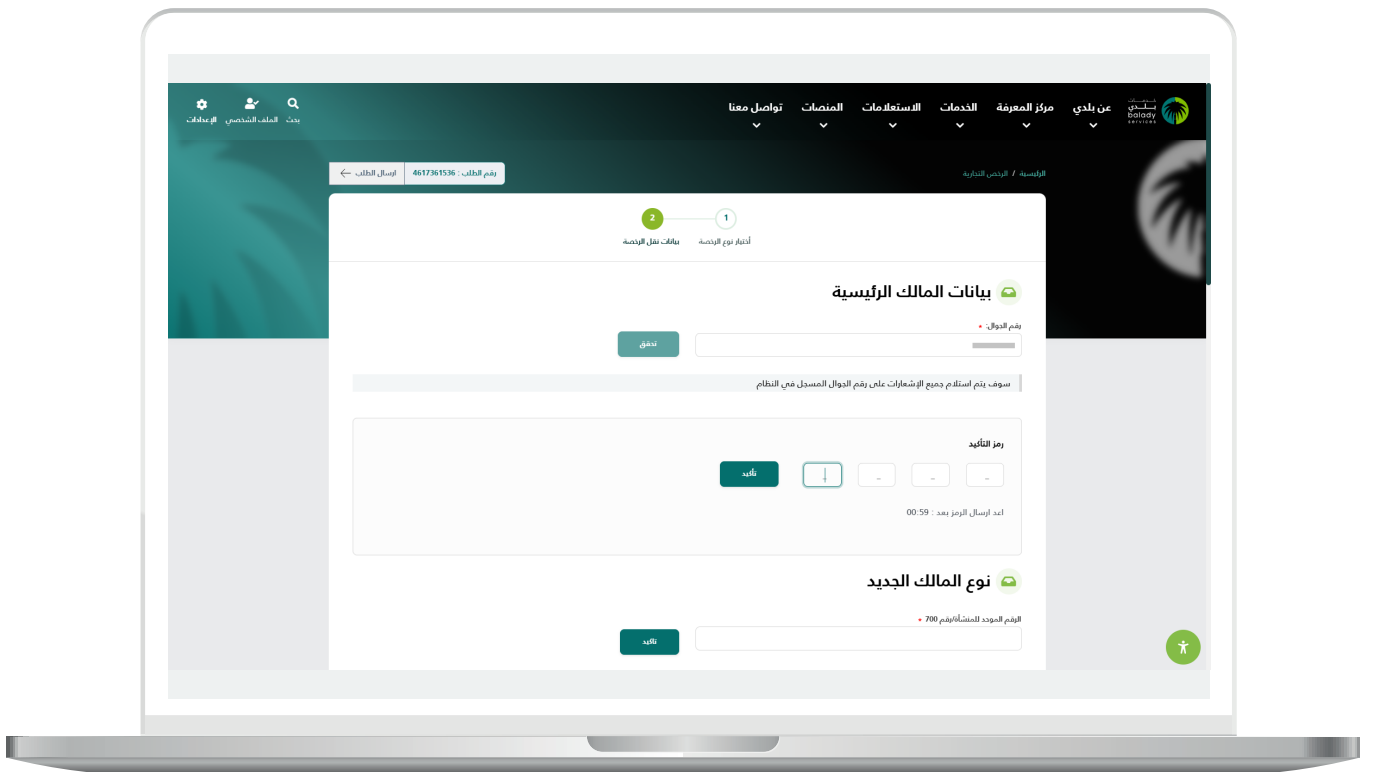 خدمات
بلدي
balady
services
عن بلدي مركز المعرفة الخدمات الاستعلامات المنصات تواصل معنا
بحث الملف الشخصي الإعدادات
الرئيسية / الرخص التجارية
رقم الطلب : 4617361536 ارسال الطلب
1 2
أختيار نوع الرخصة بيانات نقل الرخصة
بيانات المالك الرئيسية
رقم الجوال: *
تحقق
سوف يتم استلام جميع الإشعارات على رقم الجوال المسجل في النظام
رمز التأكيد
_ _ _ تأكيد
اعد ارسال الرمز بعد : 00:59
نوع المالك الجديد
الرقم الموحد للمنشأة/رقم 700 *
تاكيد